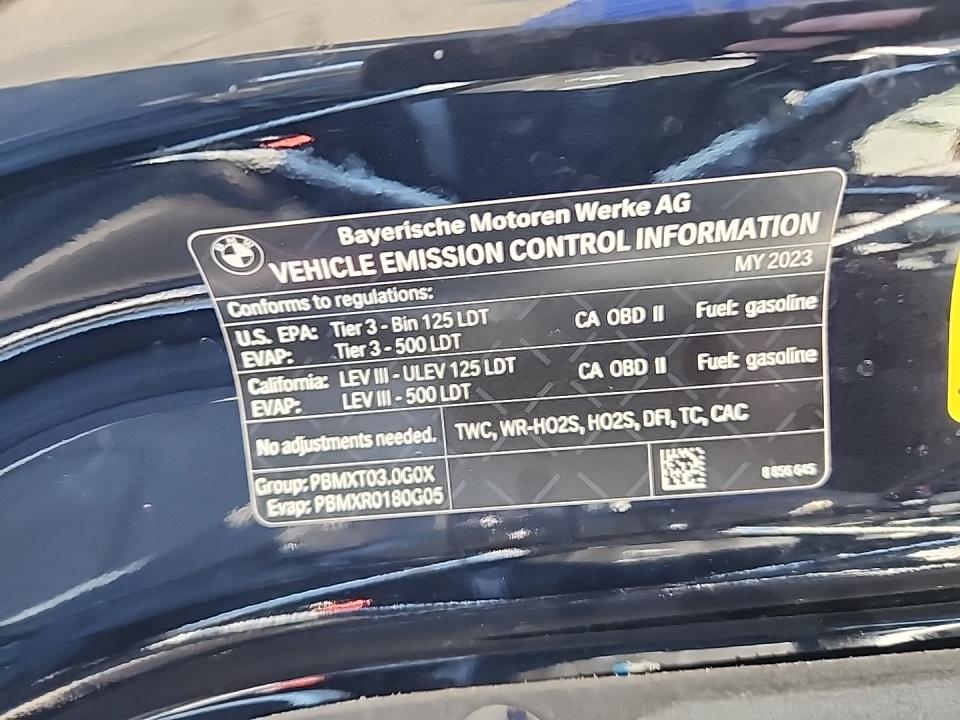 BMW
Bayerische Motoren Werke AG
VEHICLE EMISSION CONTROL INFORMATION
MY 2023
Conforms to regulations:
U.S. EPA: Tier 3 - Bin 125 LDT CA OBD II Fuel: gasoline
EVAP: Tier 3 - 500 LDT
California: LEV III - ULEV 125 LDT CA OBD II Fuel: gasoline
EVAP: LEV III - 500 LDT
No adjustments needed. TWC, WR-HO2S, HO2S, DFI, TC, CAC
Group: PBMXT03.0G0X
Evap: PBMXR0180G05
8 856 645